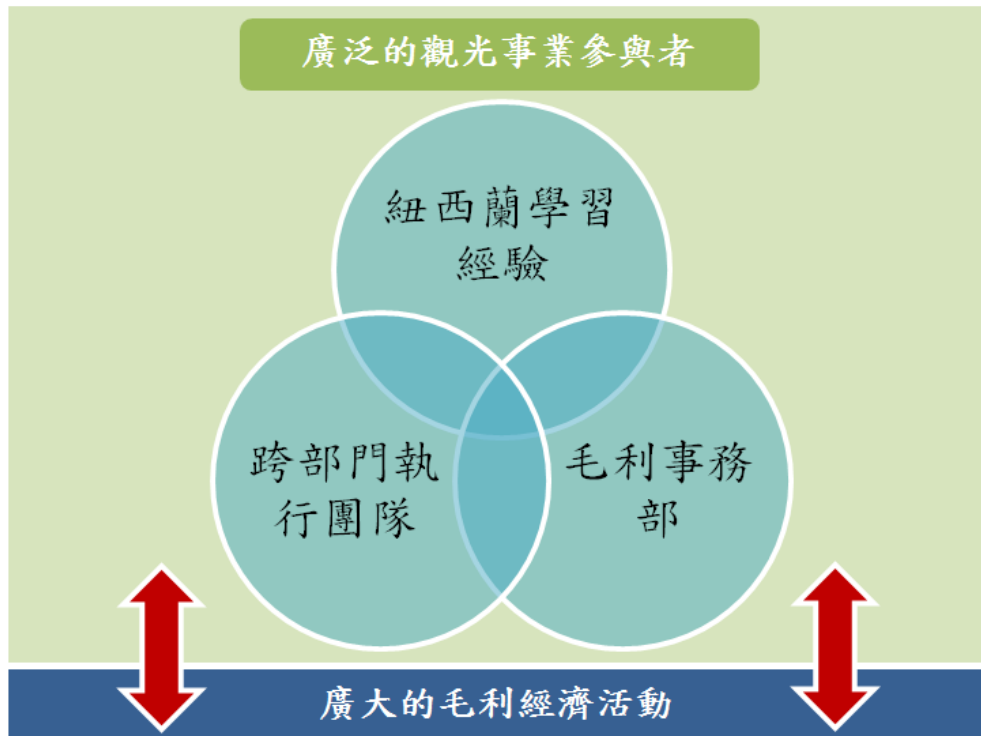 廣泛的觀光事業參與者
紐西蘭學習
經驗
跨部門執
行團隊
毛利事務
部
廣大的毛利經濟活動